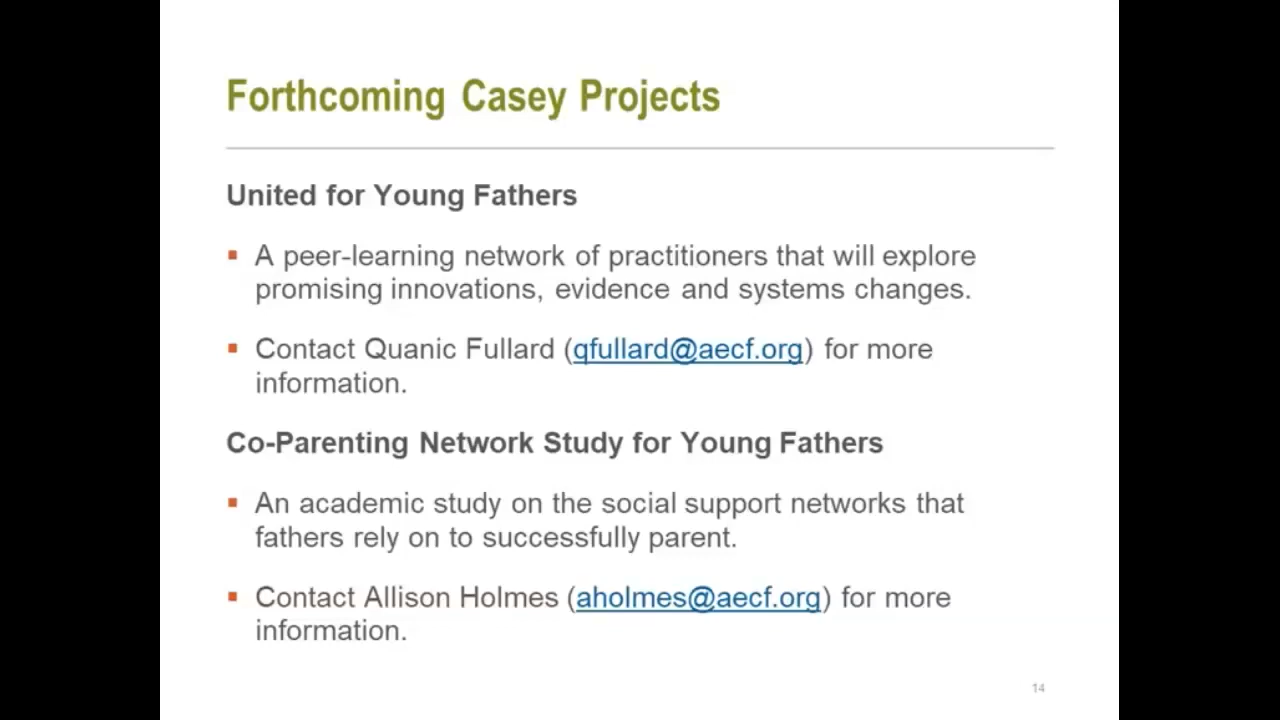 Forthcoming Casey Projects
United for Young Fathers
▪ A peer-learning network of practitioners that will explore
promising innovations, evidence and systems changes.
▪ Contact Quanic Fullard (qfullard@aecf.org) for more
information.
Co-Parenting Network Study for Young Fathers
▪ An academic study on the social support networks that
fathers rely on to successfully parent.
▪ Contact Allison Holmes (aholmes@aecf.org) for more
information.
14